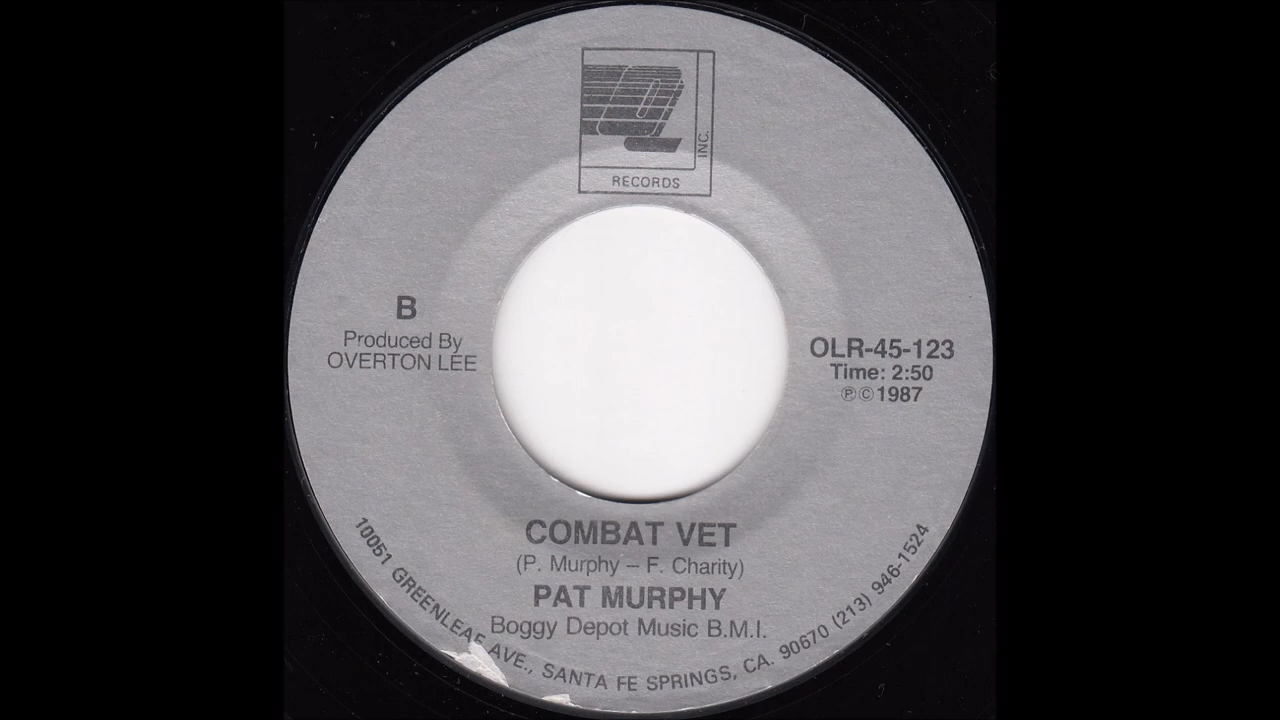 INC.
RECORDS
B
Produced By
OVERTON LEE
OLR-45-123
Time: 2:50
ⓅⒸ1987
COMBAT VET
(P. Murphy – F. Charity)
PAT MURPHY
Boggy Depot Music B.M.I.
10051 GREENLEAF AVE., SANTA FE SPRINGS, CA. 90670 (213) 946-1524